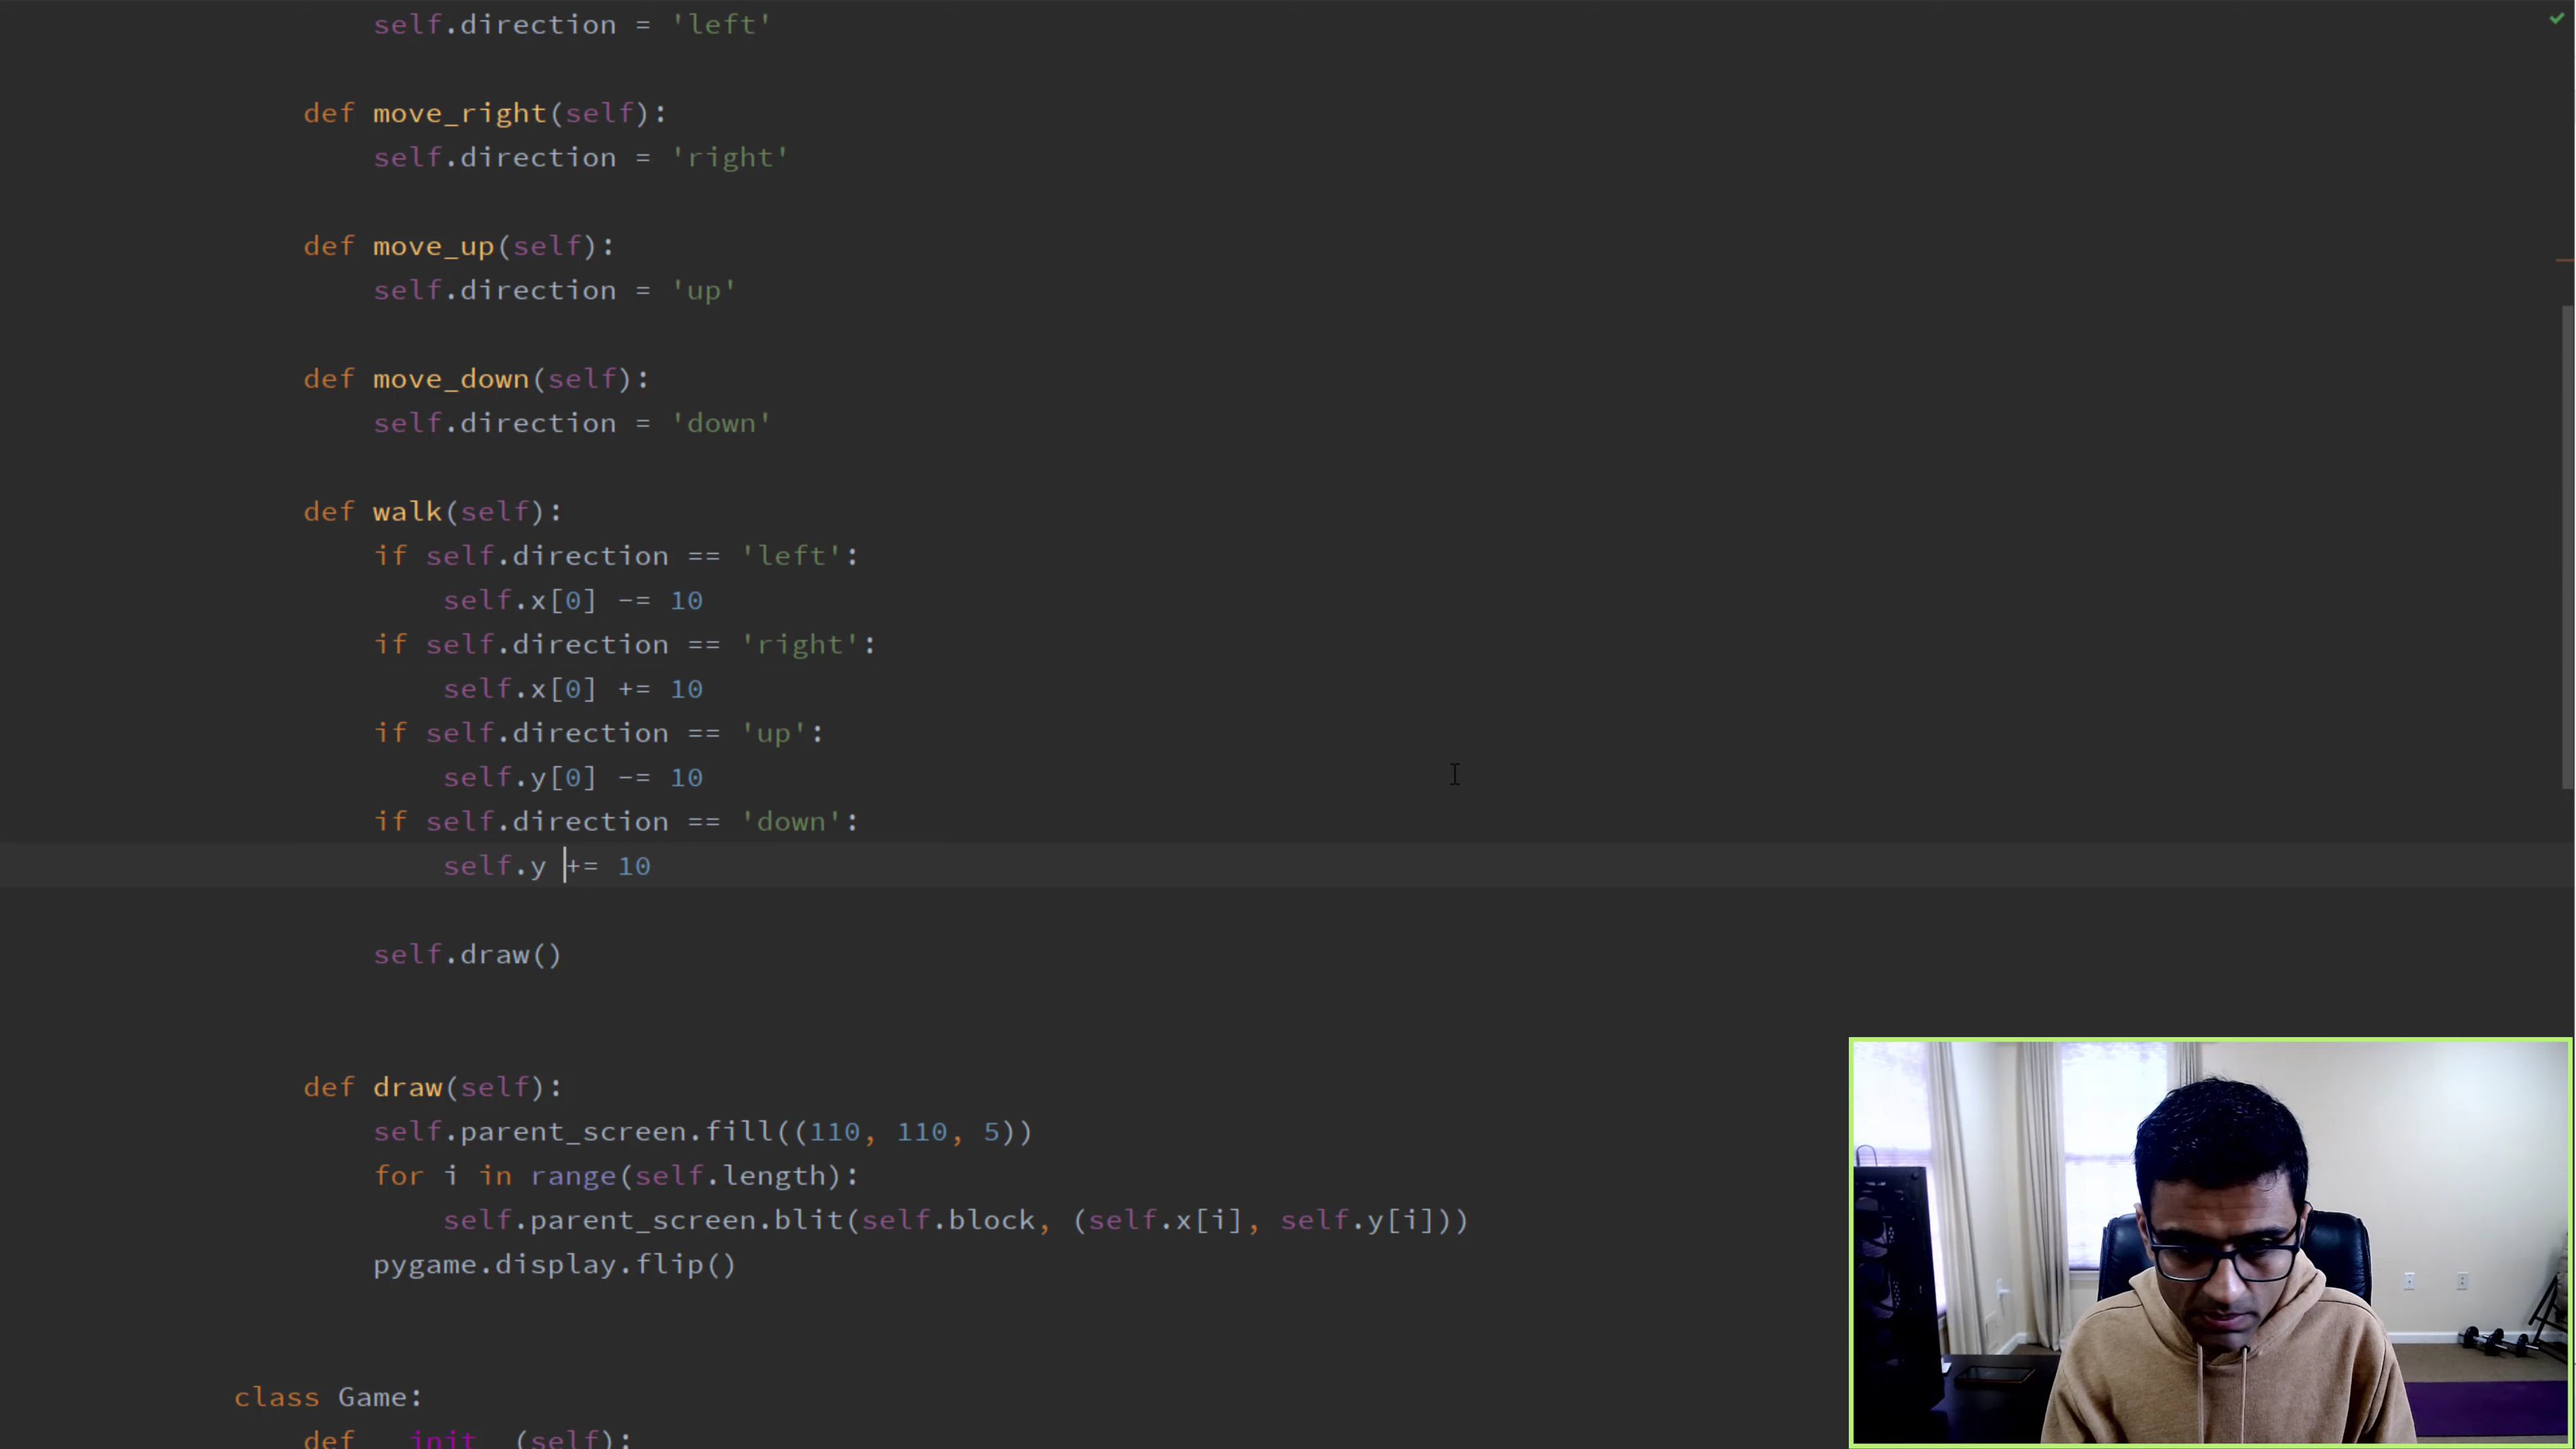 self.direction = 'left'
def move_right(self):
self.direction = 'right'
def move_up(self):
self.direction = 'up'
def move_down(self):
self.direction = 'down'
def walk(self):
if self.direction == 'left':
self.x[0] -= 10
if self.direction == 'right':
self.x[0] += 10
if self.direction == 'up':
self.y[0] -= 10
if self.direction == 'down':
self.y += 10
self.draw()
def draw(self):
self.parent_screen.fill((110, 110, 5))
for i in range(self.length):
self.parent_screen.blit(self.block, (self.x[i], self.y[i]))
pygame.display.flip()
class Game:
def __init__(self):